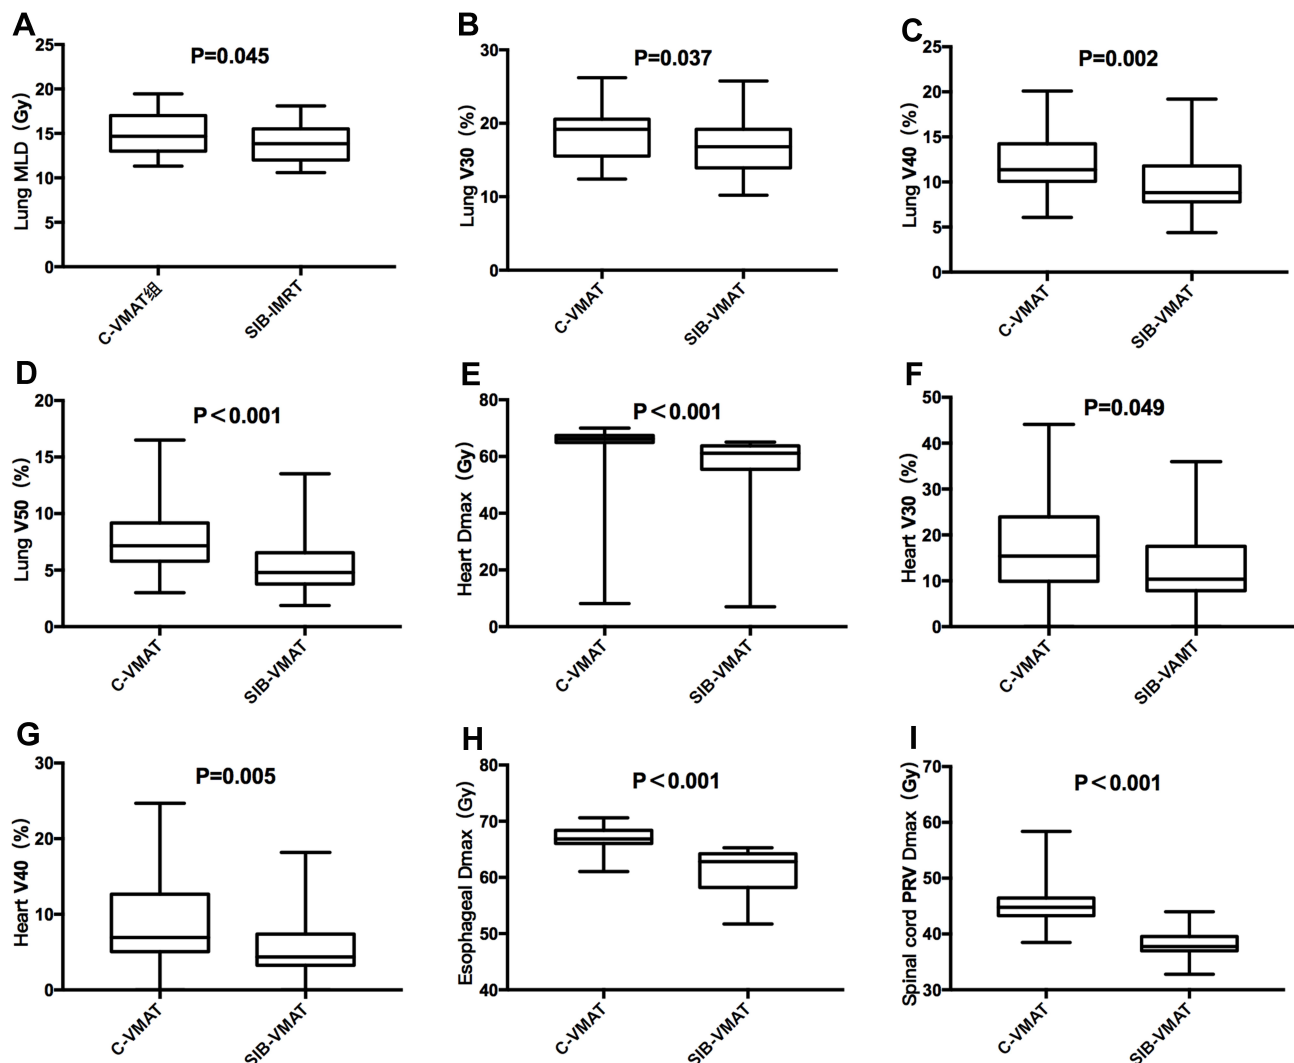 A
P=0.045
Lung MLD (Gy)
25
20
15
10
5
0
C-VMAT组
SIB-IMRT
B
P=0.037
Lung V30 (%)
30
20
10
0
C-VMAT
SIB-VMAT
C
P=0.002
Lung V40 (%)
25
20
15
10
5
0
C-VMAT
SIB-VMAT
D
P<0.001
Lung V50 (%)
20
15
10
5
0
C-VMAT
SIB-VMAT
E
P<0.001
Heart Dmax (Gy)
80
60
40
20
0
C-VMAT
SIB-VMAT
F
P=0.049
Heart V30 (%)
50
40
30
20
10
0
C-VMAT
SIB-VAMT
G
P=0.005
Heart V40 (%)
30
20
10
0
C-VMAT
SIB-VMAT
H
P<0.001
Esophageal Dmax (Gy)
80
70
60
50
40
C-VMAT
SIB-VMAT
I
P<0.001
Spinal cord PRV Dmax (Gy)
70
60
50
40
30
C-VMAT
SIB-VMAT